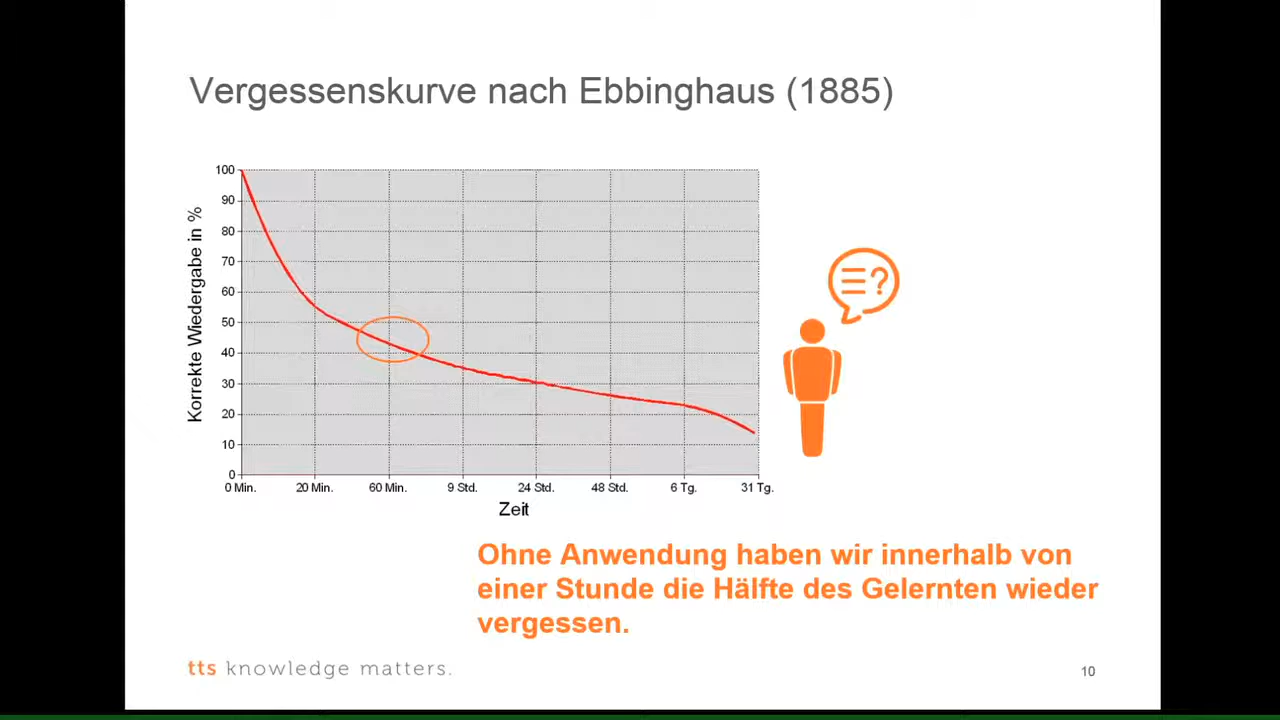 Vergessenskurve nach Ebbinghaus (1885)
Korrekte Wiedergabe in %
100
90
80
70
60
50
40
30
20
10
0
0 Min. 20 Min. 60 Min. 9 Std. 24 Std. 48 Std. 6 Tg. 31 Tg.
Zeit
?
Ohne Anwendung haben wir innerhalb von
einer Stunde die Hälfte des Gelernten wieder
vergessen.
tts knowledge matters.
10